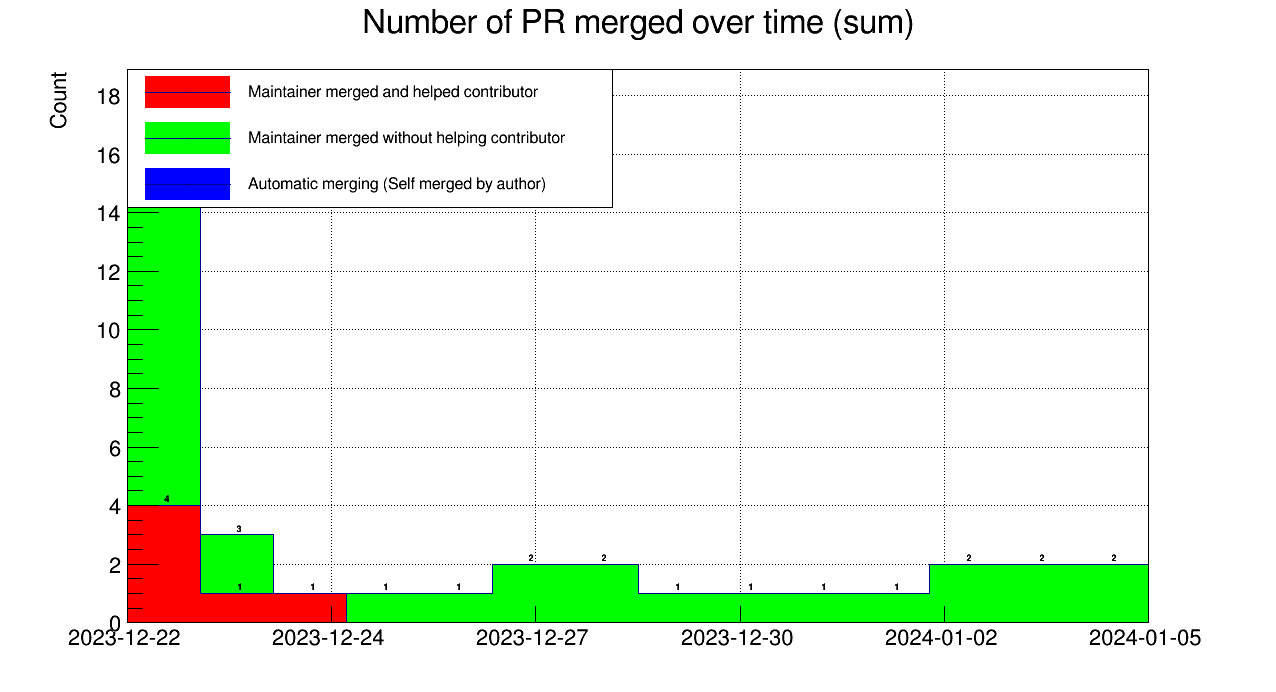 Number of PR merged over time (sum)
Count
Maintainer merged and helped contributor
Maintainer merged without helping contributor
Automatic merging (Self merged by author)
18
16
14
12
10
8
6
4
2
0
4
3
2 2 2 2 2
1 1 1 1 1 1 1 1
2023-12-22 2023-12-24 2023-12-27 2023-12-30 2024-01-02 2024-01-05